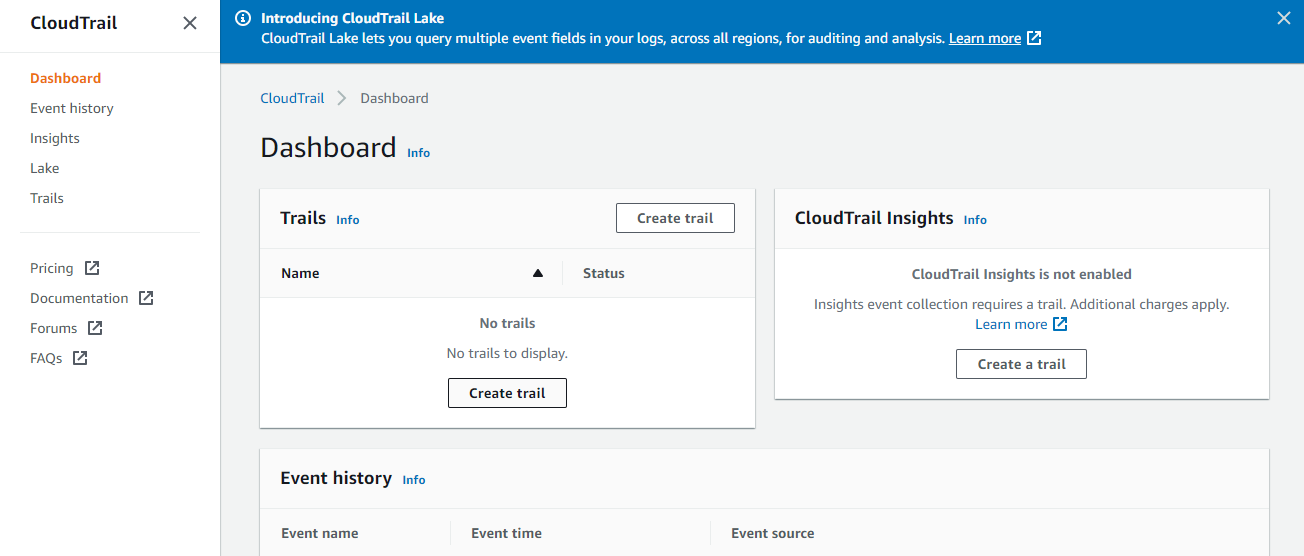 CloudTrail
Dashboard
Event history
Insights
Lake
Trails
Pricing
Documentation
Forums
FAQs
Introducing CloudTrail Lake
CloudTrail Lake lets you query multiple event fields in your logs, across all regions, for auditing and analysis. Learn more
CloudTrail Dashboard
Dashboard Info
Trails Info Create trail
Name Status
No trails
No trails to display.
Create trail
CloudTrail Insights Info
CloudTrail Insights is not enabled
Insights event collection requires a trail. Additional charges apply.
Learn more
Create a trail
Event history Info
Event name Event time Event source